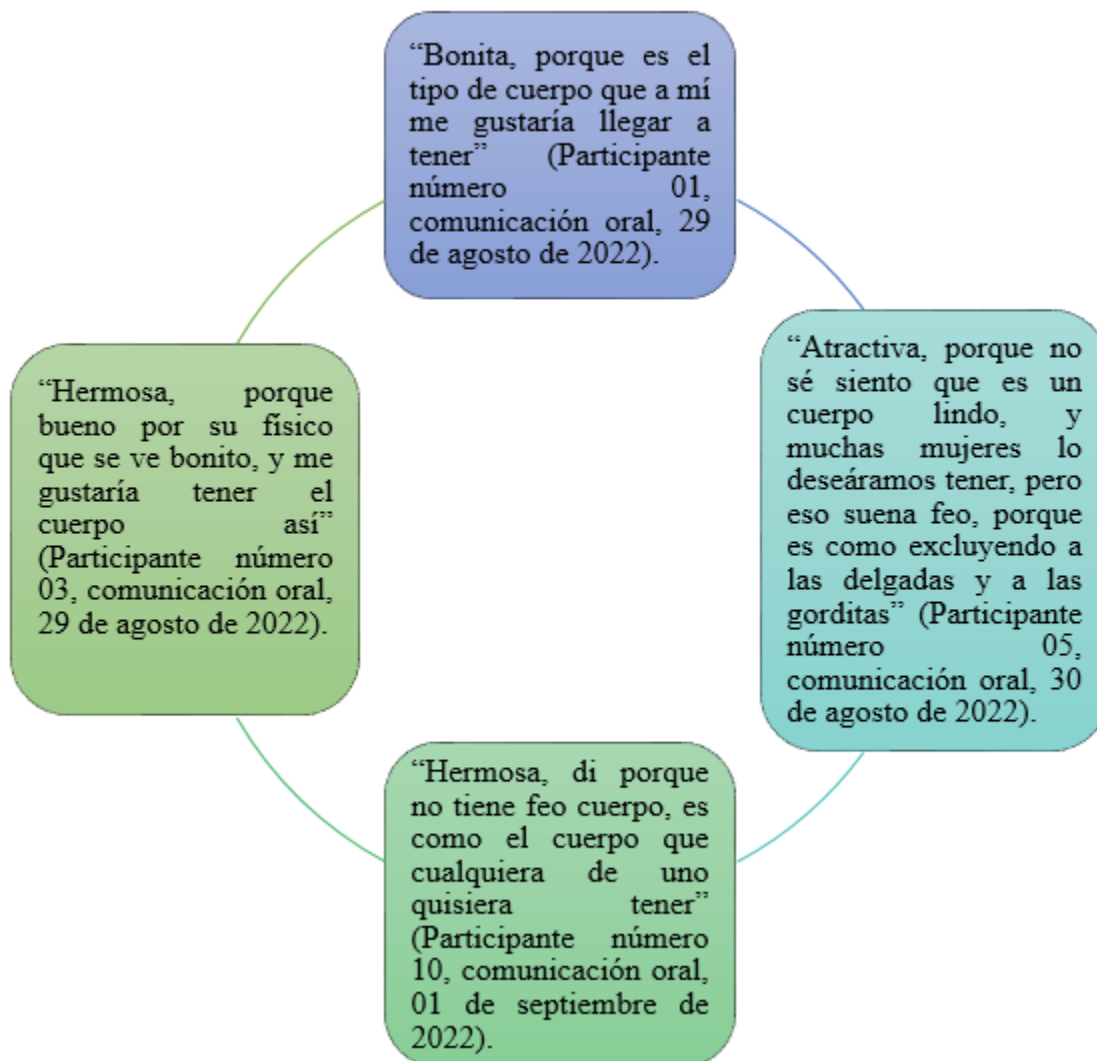 “Bonita, porque es el
tipo de cuerpo que a mí
me gustaría llegar a
tener” (Participante
número 01,
comunicación oral, 29
de agosto de 2022).
“Atractiva, porque no
sé siento que es un
cuerpo lindo, y
muchas mujeres lo
deseáramos tener, pero
eso suena feo, porque
es como excluyendo a
las delgadas y a las
gorditas” (Participante
número 05,
comunicación oral, 30
de agosto de 2022).
“Hermosa, di porque
no tiene feo cuerpo, es
como el cuerpo que
cualquiera de uno
quisiera tener”
(Participante número
10, comunicación oral,
01 de septiembre de
2022).
“Hermosa, porque
bueno por su físico
que se ve bonito, y me
gustaría tener el
cuerpo así”
(Participante número
03, comunicación oral,
29 de agosto de 2022).